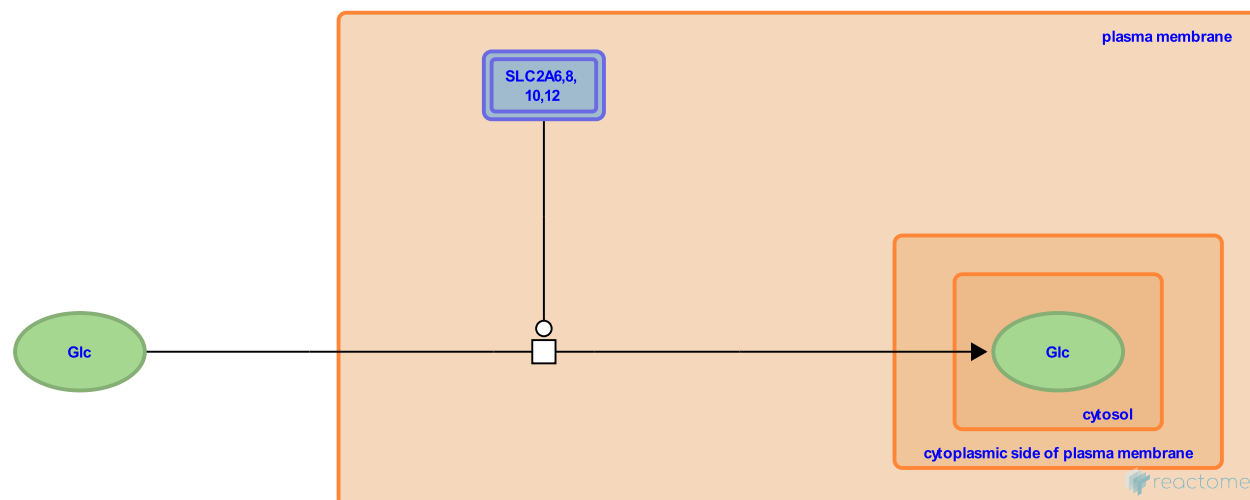 plasma membrane
SLC2A6,8,
10,12
Glc
Glc
cytosol
cytoplasmic side of plasma membrane
reactome